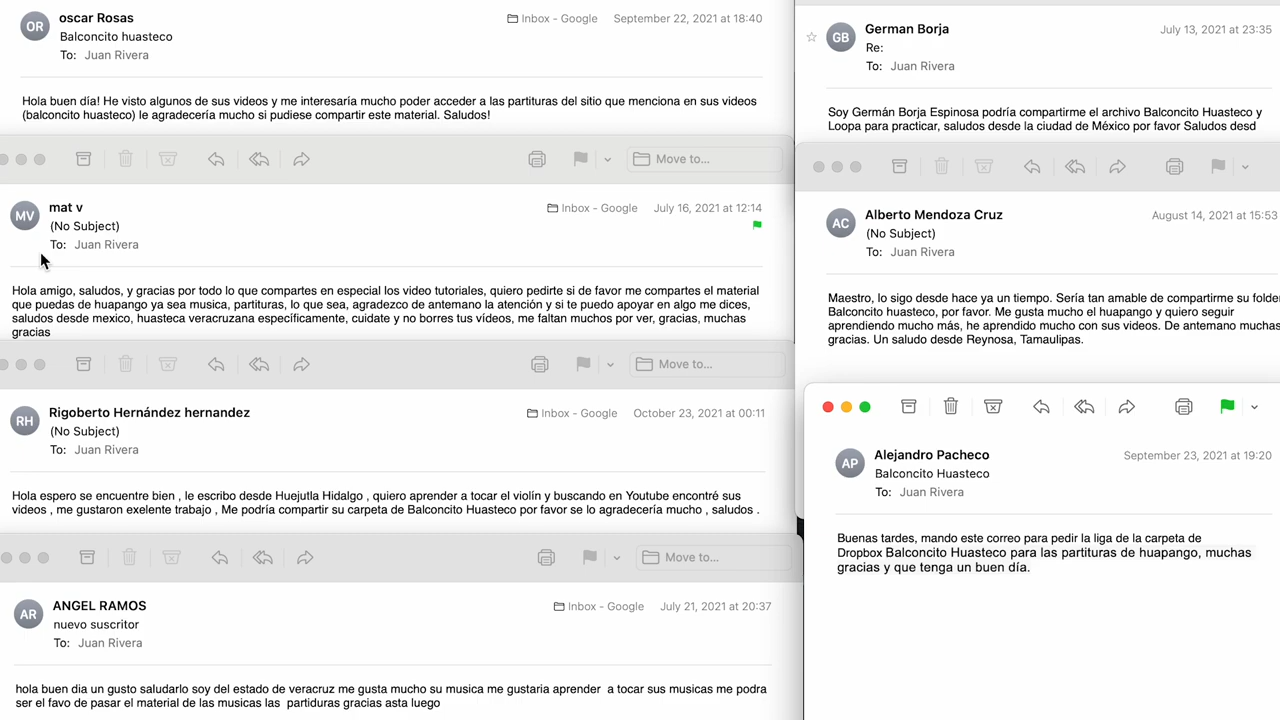 OR
oscar Rosas
Inbox - Google September 22, 2021 at 18:40
Balconcito huasteco
To: Juan Rivera
Hola buen día! He visto algunos de sus videos y me interesaría mucho poder acceder a las partituras del sitio que menciona en sus videos
(balconcito huasteco) le agradecería mucho si pudiese compartir este material. Saludos!
Move to...
MV
mat v
Inbox - Google July 16, 2021 at 12:14
(No Subject)
To: Juan Rivera
Hola amigo, saludos, y gracias por todo lo que compartes en especial los video tutoriales, quiero pedirte si de favor me compartes el material
que puedas de huapango ya sea musica, partituras, lo que sea, agradezco de antemano la atención y si te puedo apoyar en algo me dices,
saludos desde mexico, huasteca veracruzana específicamente, cuidate y no borres tus vídeos, me faltan muchos por ver, gracias, muchas
gracias
Move to...
RH
Rigoberto Hernández hernandez
Inbox - Google October 23, 2021 at 00:11
(No Subject)
To: Juan Rivera
Hola espero se encuentre bien , le escribo desde Huejutla Hidalgo , quiero aprender a tocar el violín y buscando en Youtube encontré sus
videos , me gustaron exelente trabajo , Me podría compartir su carpeta de Balconcito Huasteco por favor se lo agradecería mucho , saludos .
Move to...
AR
ANGEL RAMOS
Inbox - Google July 21, 2021 at 20:37
nuevo suscritor
To: Juan Rivera
hola buen dia un gusto saludarlo soy del estado de veracruz me gusta mucho su musica me gustaria aprender a tocar sus musicas me podra
ser el favo de pasar el material de las musicas las partiduras gracias asta luego
GB
German Borja
July 13, 2021 at 23:35
Re:
To: Juan Rivera
Soy Germán Borja Espinosa podría compartirme el archivo Balconcito Huasteco y
Loopa para practicar, saludos desde la ciudad de México por favor Saludos desd
AC
Alberto Mendoza Cruz
August 14, 2021 at 15:53
(No Subject)
To: Juan Rivera
Maestro, lo sigo desde hace ya un tiempo. Sería tan amable de compartirme su folde
Balconcito huasteco, por favor. Me gusta mucho el huapango y quiero seguir
aprendiendo mucho más, he aprendido mucho con sus videos. De antemano muchas
gracias. Un saludo desde Reynosa, Tamaulipas.
AP
Alejandro Pacheco
September 23, 2021 at 19:20
Balconcito Huasteco
To: Juan Rivera
Buenas tardes, mando este correo para pedir la liga de la carpeta de
Dropbox Balconcito Huasteco para las partituras de huapango, muchas
gracias y que tenga un buen día.